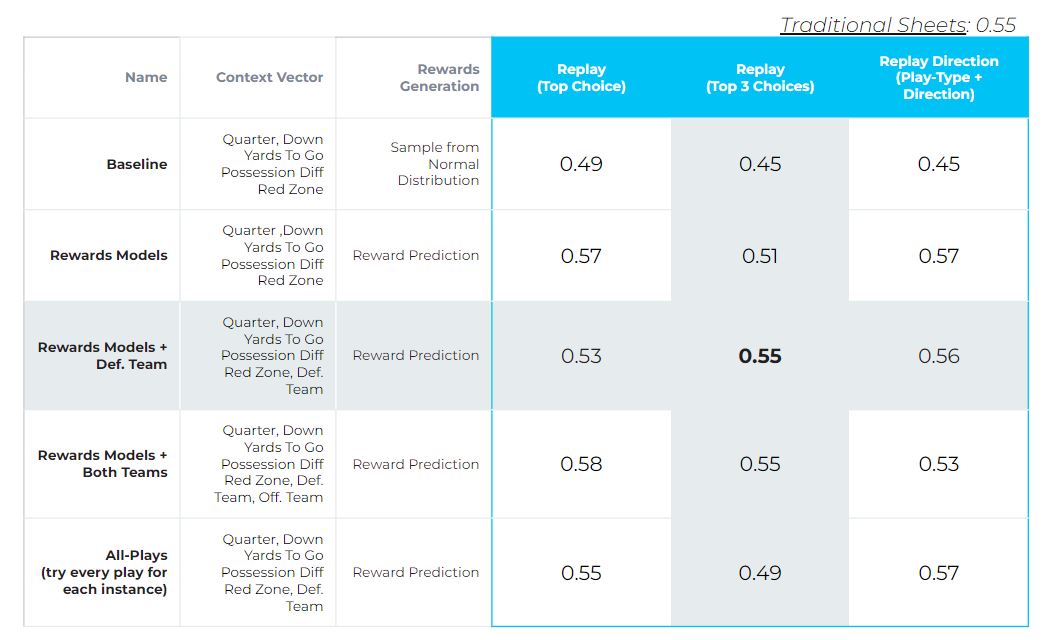 Traditional Sheets: 0.55
Name
Context Vector
Rewards
Generation
Replay
(Top Choice)
Replay
(Top 3 Choices)
Replay Direction
(Play-Type +
Direction)
Baseline
Quarter, Down
Yards To Go
Possession Diff
Red Zone
Sample from
Normal
Distribution
0.49
0.45
0.45
Rewards Models
Quarter ,Down
Yards To Go
Possession Diff
Red Zone
Reward Prediction
0.57
0.51
0.57
Rewards Models +
Def. Team
Quarter, Down
Yards To Go
Possession Diff
Red Zone, Def.
Team
Reward Prediction
0.53
0.55
0.56
Rewards Models +
Both Teams
Quarter, Down
Yards To Go
Possession Diff
Red Zone, Def.
Team, Off. Team
Reward Prediction
0.58
0.55
0.53
All-Plays
(try every play for
each instance)
Quarter, Down
Yards To Go
Possession Diff
Red Zone, Def.
Team
Reward Prediction
0.55
0.49
0.57